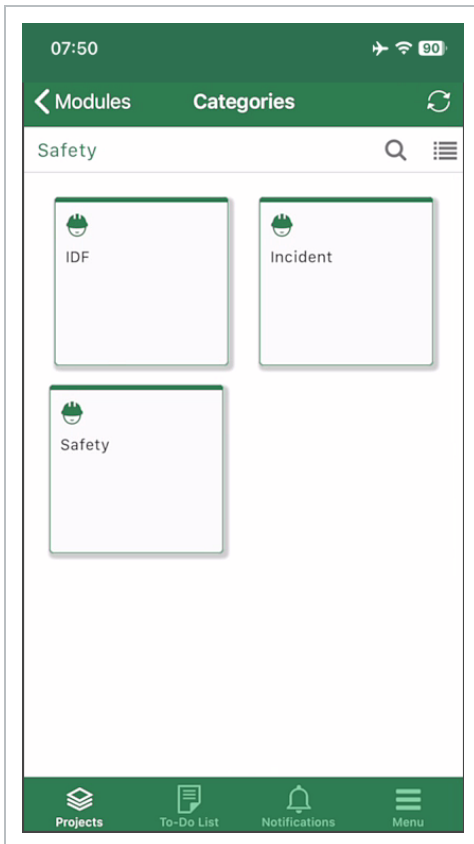 07:50 90
Modules Categories
Safety
IDF Incident
Safety
Projects To-Do List Notifications Menu